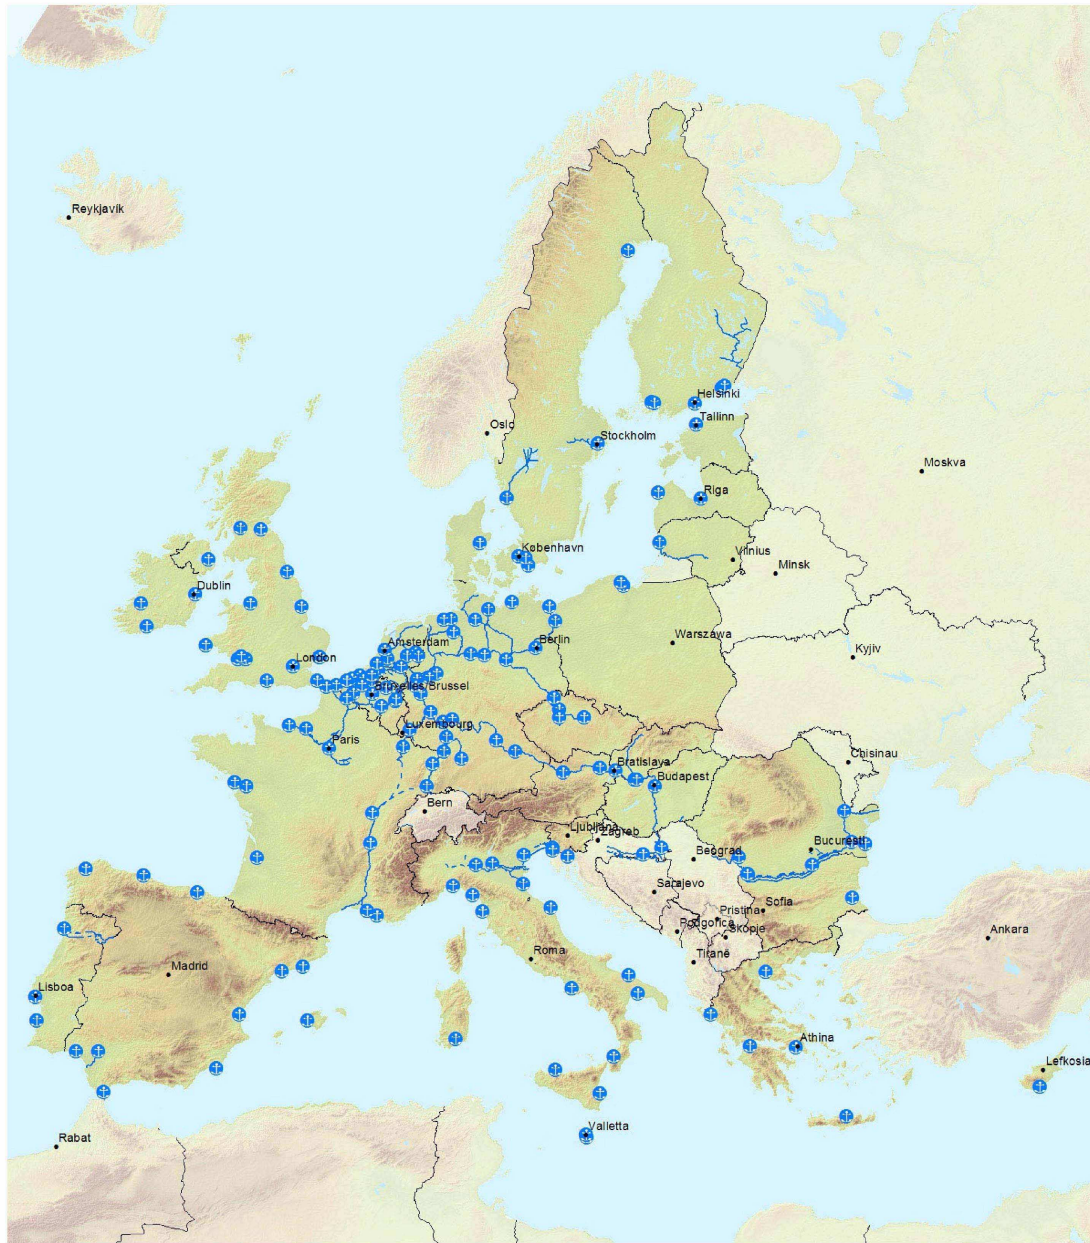 Reykjavík
Oslo
Helsinki
Tallinn
Stockholm
Moskva
Riga
København
Vilnius
Minsk
Dublin
Amsterdam
Berlin
Warszawa
London
Kyjiv
Bruxelles/Brussel
Luxembourg
Paris
Chisinau
Bratislava
Budapest
Bern
Ljubljana
Zagreb
Bucuresti
Beograd
Sarajevo
Pristina
Sofia
Podgorica
Skopje
Ankara
Roma
Tiranë
Madrid
Lisboa
Athina
Lefkosia
Valletta
Rabat